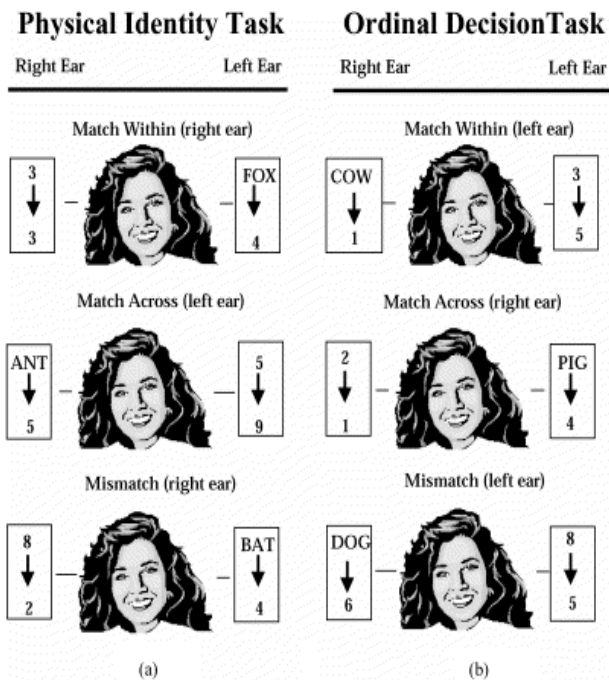 Physical Identity Task
Right Ear Left Ear
Match Within (right ear)
3 FOX
3 4
Match Across (left ear)
ANT 5
5 9
Mismatch (right ear)
8 BAT
2 4
(a)
Ordinal DecisionTask
Right Ear Left Ear
Match Within (left ear)
COW 3
1 5
Match Across (right ear)
2 PIG
1 4
Mismatch (left ear)
DOG 8
6 5
(b)